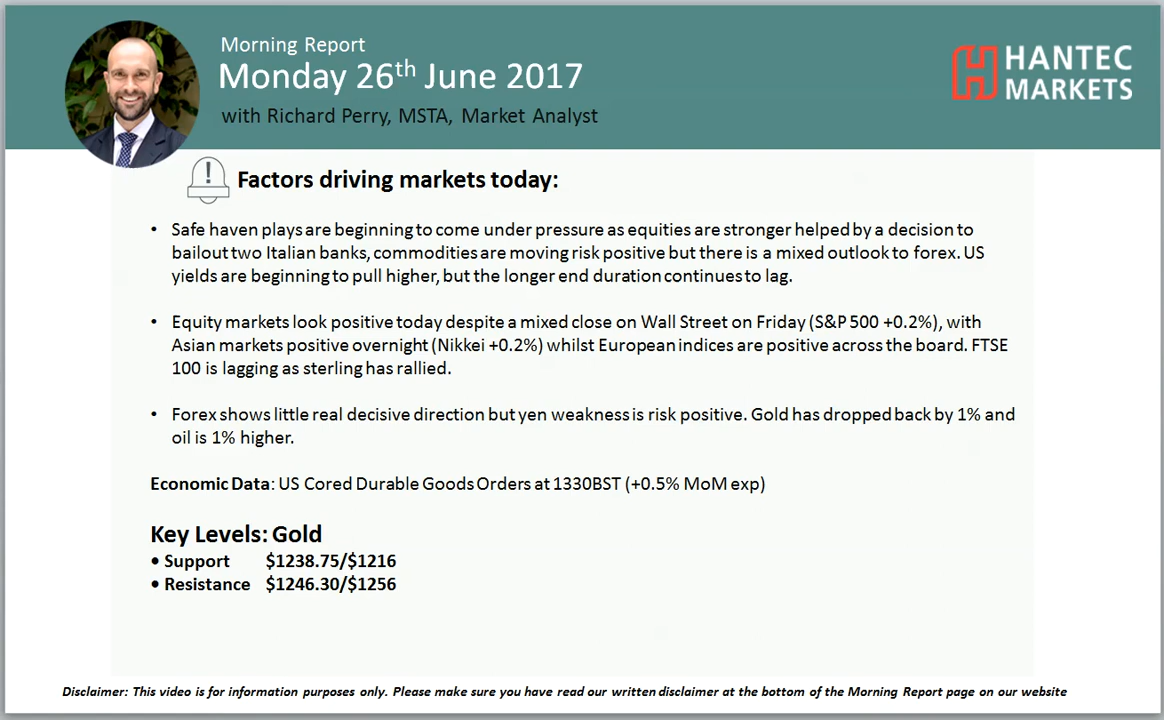 Morning Report
Monday 26th June 2017
with Richard Perry, MSTA, Market Analyst
HANTEC
MARKETS
Factors driving markets today:
• Safe haven plays are beginning to come under pressure as equities are stronger helped by a decision to
bailout two Italian banks, commodities are moving risk positive but there is a mixed outlook to forex. US
yields are beginning to pull higher, but the longer end duration continues to lag.
• Equity markets look positive today despite a mixed close on Wall Street on Friday (S&P 500 +0.2%), with
Asian markets positive overnight (Nikkei +0.2%) whilst European indices are positive across the board. FTSE
100 is lagging as sterling has rallied.
• Forex shows little real decisive direction but yen weakness is risk positive. Gold has dropped back by 1% and
oil is 1% higher.
Economic Data: US Cored Durable Goods Orders at 1330BST (+0.5% MoM exp)
Key Levels: Gold
• Support $1238.75/$1216
• Resistance $1246.30/$1256
Disclaimer: This video is for information purposes only. Please make sure you have read our written disclaimer at the bottom of the Morning Report page on our website